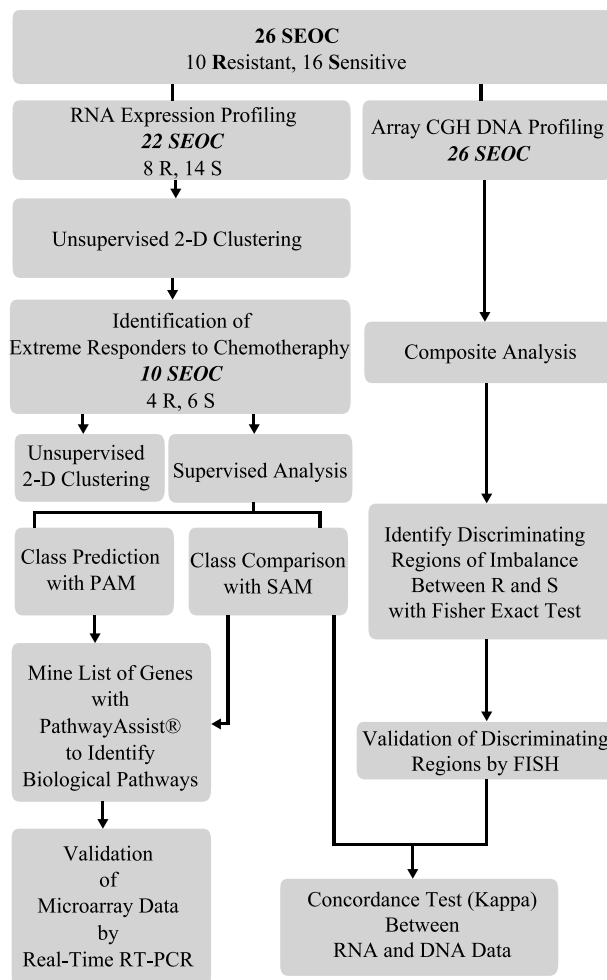 26 SEOC
10 Resistant, 16 Sensitive
RNA Expression Profiling
22 SEOC
8 R, 14 S
Array CGH DNA Profiling
26 SEOC
Unsupervised 2-D Clustering
Identification of
Extreme Responders to Chemotheraphy
10 SEOC
4 R, 6 S
Composite Analysis
Unsupervised
2-D Clustering
Supervised Analysis
Class Prediction
with PAM
Class Comparison
with SAM
Identify Discriminating
Regions of Imbalance
Between R and S
with Fisher Exact Test
Mine List of Genes
with
PathwayAssist®
to Identify
Biological Pathways
Validation of Discriminating
Regions by FISH
Validation
of
Microarray Data
by
Real-Time RT-PCR
Concordance Test (Kappa)
Between
RNA and DNA Data